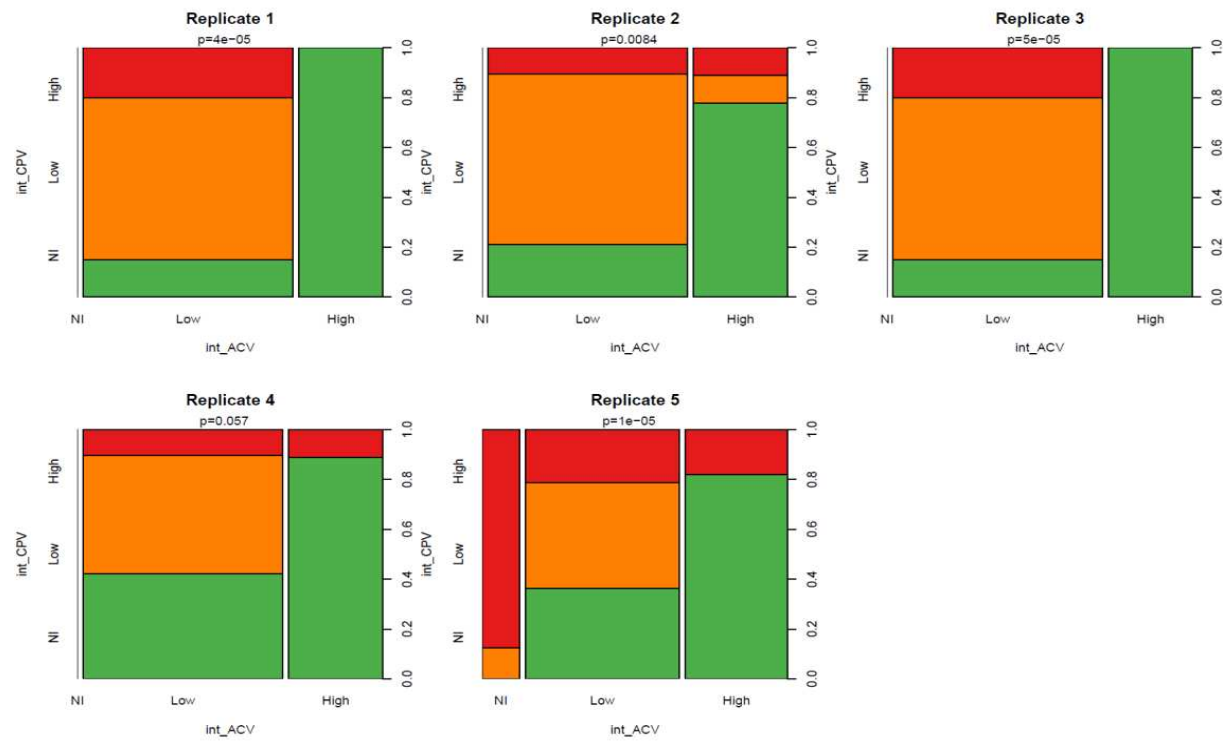 Replicate 1
p=4e−05
int_CPV
High
Low
NI
0.0 0.2 0.4 0.6 0.8 1.0
NI Low High
int_ACV
Replicate 2
p=0.0084
int_CPV
High
Low
NI
0.0 0.2 0.4 0.6 0.8 1.0
NI Low High
int_ACV
Replicate 3
p=5e−05
int_CPV
High
Low
NI
0.0 0.2 0.4 0.6 0.8 1.0
NI Low High
int_ACV
Replicate 4
p=0.057
int_CPV
High
Low
NI
0.0 0.2 0.4 0.6 0.8 1.0
NI Low High
int_ACV
Replicate 5
p=1e−05
int_CPV
High
Low
NI
0.0 0.2 0.4 0.6 0.8 1.0
NI Low High
int_ACV